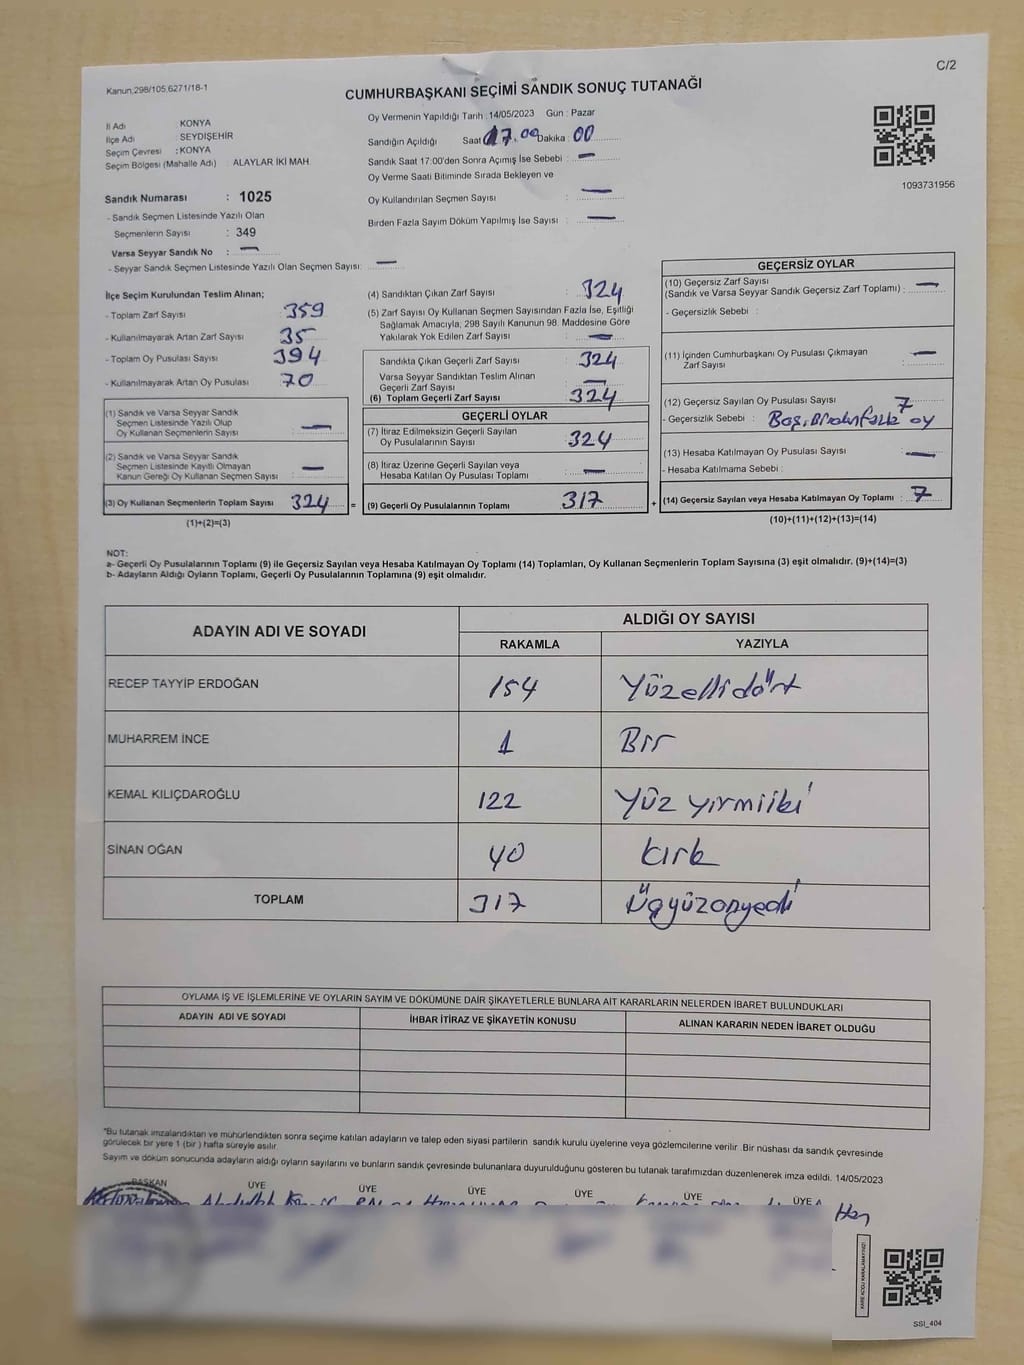 C/2
Kanun,298/105,6271/18-1
CUMHURBAŞKANI SEÇİMİ SANDIK SONUÇ TUTANAĞI
İl Adı : KONYA
İlçe Adı : SEYDİŞEHİR
Seçim Çevresi : KONYA
Seçim Bölgesi (Mahalle Adı) : ALAYLAR İKİ MAH
Sandık Numarası : 1025
- Sandık Seçmen Listesinde Yazılı Olan
Seçmenlerin Sayısı : 349
Varsa Seyyar Sandık No : —
- Seyyar Sandık Seçmen Listesinde Yazılı Olan Seçmen Sayısı: —
Oy Vermenin Yapıldığı Tarih : 14/05/2023 Gün : Pazar
Sandığın Açıldığı Saat 17.00 Dakika : 00
Sandık Saat 17:00'den Sonra Açımış İse Sebebi : —
Oy Verme Saati Bitiminde Sırada Bekleyen ve
Oy Kullandırılan Seçmen Sayısı : —
Birden Fazla Sayım Döküm Yapılmış İse Sayısı : —
1093731956
İlçe Seçim Kurulundan Teslim Alınan;
- Toplam Zarf Sayısı : 359
- Kullanılmayarak Artan Zarf Sayısı : 35
- Toplam Oy Pusulası Sayısı : 394
- Kullanılmayarak Artan Oy Pusulası : 70
(1) Sandık ve Varsa Seyyar Sandık
Seçmen Listesinde Yazılı Olup
Oy Kullanan Seçmenlerin Sayısı : —
(2) Sandık ve Varsa Seyyar Sandık
Seçmen Listesinde Kayıtlı Olmayan
Kanun Gereği Oy Kullanan Seçmen Sayısı : —
(3) Oy Kullanan Seçmenlerin Toplam Sayısı 324 =
(1)+(2)=(3)
(4) Sandıktan Çıkan Zarf Sayısı : 324
(5) Zarf Sayısı Oy Kullanan Seçmen Sayısından Fazla İse, Eşitliği
Sağlamak Amacıyla, 298 Sayılı Kanunun 98. Maddesine Göre
Yakılarak Yok Edilen Zarf Sayısı : —
Sandıkta Çıkan Geçerli Zarf Sayısı : 324
Varsa Seyyar Sandıktan Teslim Alınan
Geçerli Zarf Sayısı : —
(6) Toplam Geçerli Zarf Sayısı : 324
GEÇERLİ OYLAR
(7) İtiraz Edilmeksizin Geçerli Sayılan
Oy Pusulalarının Sayısı : 324
(8) İtiraz Üzerine Geçerli Sayılan veya
Hesaba Katılan Oy Pusulası Toplamı : —
(9) Geçerli Oy Pusulalarının Toplamı 317 +
GEÇERSİZ OYLAR
(10) Geçersiz Zarf Sayısı
(Sandık ve Varsa Seyyar Sandık Geçersiz Zarf Toplamı) : —
- Geçersizlik Sebebi :
(11) İçinden Cumhurbaşkanı Oy Pusulası Çıkmayan
Zarf Sayısı : —
(12) Geçersiz Sayılan Oy Pusulası Sayısı : 7
- Geçersizlik Sebebi : Boş, Birden fazla oy
(13) Hesaba Katılmayan Oy Pusulası Sayısı : —
- Hesaba Katılmama Sebebi :
(14) Geçersiz Sayılan veya Hesaba Katılmayan Oy Toplamı : 7
(10)+(11)+(12)+(13)=(14)
NOT:
a- Geçerli Oy Pusulalarının Toplamı (9) ile Geçersiz Sayılan veya Hesaba Katılmayan Oy Toplamı (14) Toplamları, Oy Kullanan Seçmenlerin Toplam Sayısına (3) eşit olmalıdır. (9)+(14)=(3)
b- Adayların Aldığı Oyların Toplamı, Geçerli Oy Pusulalarının Toplamına (9) eşit olmalıdır.
ADAYIN ADI VE SOYADI
ALDIĞI OY SAYISI
RAKAMLA YAZIYLA
RECEP TAYYİP ERDOĞAN 154 Yüzellidört
MUHARREM İNCE 1 Bir
KEMAL KILIÇDAROĞLU 122 Yüz yirmiiki
SİNAN OĞAN 40 kırk
TOPLAM 317 Üçyüzonyedi
OYLAMA İŞ VE İŞLEMLERİNE VE OYLARIN SAYIM VE DÖKÜMÜNE DAİR ŞİKAYETLERLE BUNLARA AİT KARARLARIN NELERDEN İBARET BULUNDUKLARI
ADAYIN ADI VE SOYADI İHBAR İTİRAZ VE ŞİKAYETİN KONUSU ALINAN KARARIN NEDEN İBARET OLDUĞU
*Bu tutanak imzalandıktan ve mühürlendikten sonra seçime katılan adayların ve talep eden siyasi partilerin sandık kurulu üyelerine veya gözlemcilerine verilir. Bir nüshası da sandık çevresinde
görülecek bir yere 1 (bir) hafta süreyle asılır.
Sayım ve döküm sonucunda adayların aldığı oyların sayılarını ve bunların sandık çevresinde bulunanlara duyurulduğunu gösteren bu tutanak tarafımızdan düzenlenerek imza edildi. 14/05/2023
BAŞKAN ÜYE ÜYE ÜYE ÜYE ÜYE ÜYE
KARE KODU KARALAMAYINIZ!
SSI_404